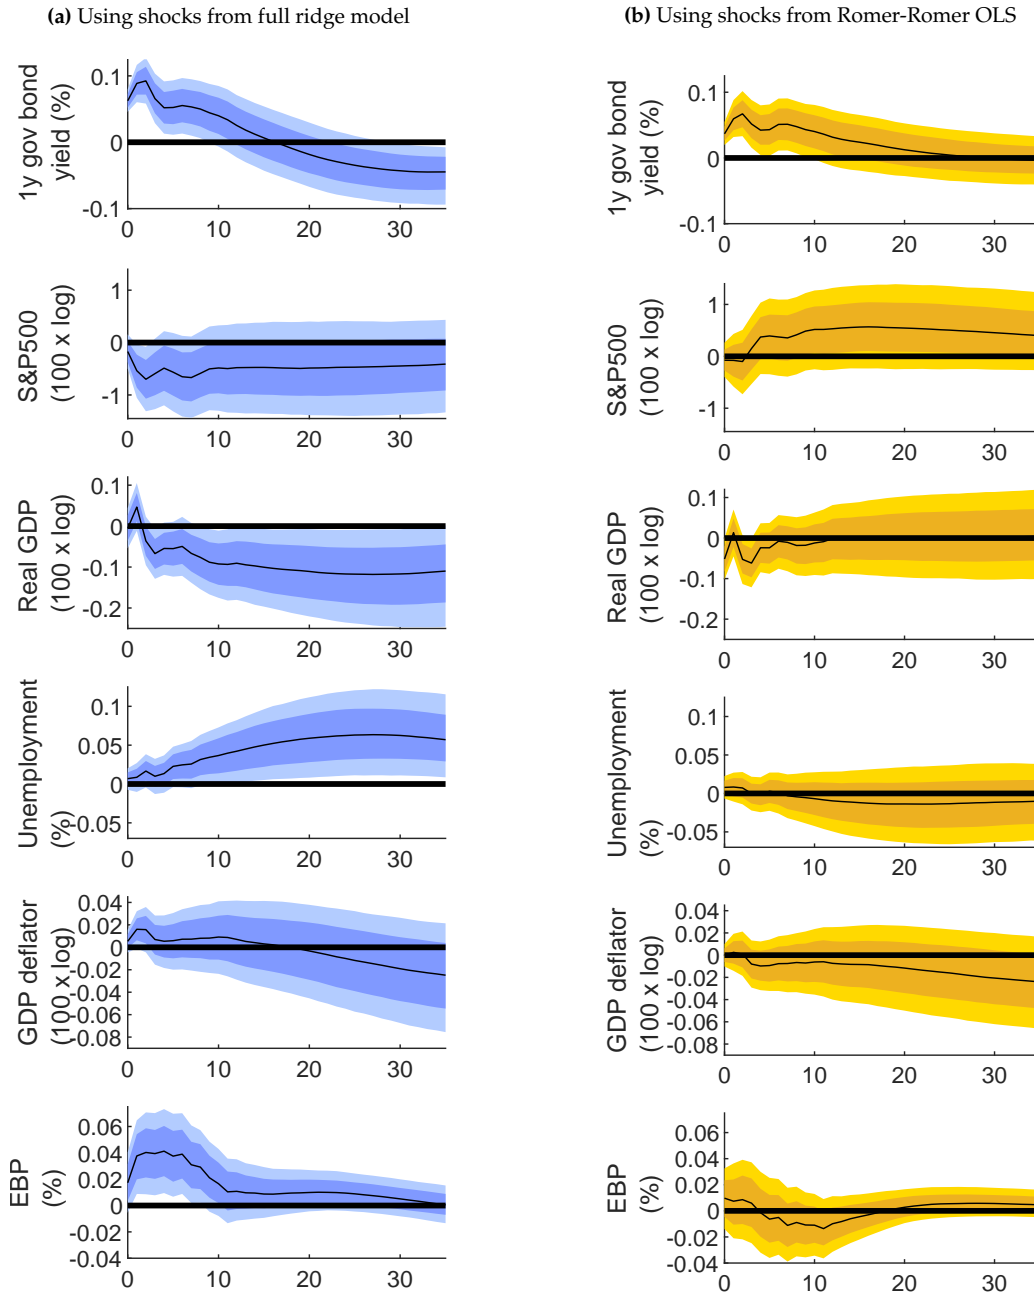 (a) Using shocks from full ridge model
1y gov bond
yield (%)
0.1
0
-0.1
0 10 20 30
S&P500
(100 x log)
1
0
-1
0 10 20 30
Real GDP
(100 x log)
0.1
0
-0.1
-0.2
0 10 20 30
Unemployment
(%)
0.1
0.05
0
-0.05
0 10 20 30
GDP deflator
(100 x log)
0.04
0.02
0
-0.02
-0.04
-0.06
-0.08
0 10 20 30
EBP
(%)
0.06
0.04
0.02
0
-0.02
-0.04
0 10 20 30
(b) Using shocks from Romer-Romer OLS
1y gov bond
yield (%)
0.1
0
-0.1
0 10 20 30
S&P500
(100 x log)
1
0
-1
0 10 20 30
Real GDP
(100 x log)
0.1
0
-0.1
-0.2
0 10 20 30
Unemployment
(%)
0.1
0.05
0
-0.05
0 10 20 30
GDP deflator
(100 x log)
0.04
0.02
0
-0.02
-0.04
-0.06
-0.08
0 10 20 30
EBP
(%)
0.06
0.04
0.02
0
-0.02
-0.04
0 10 20 30